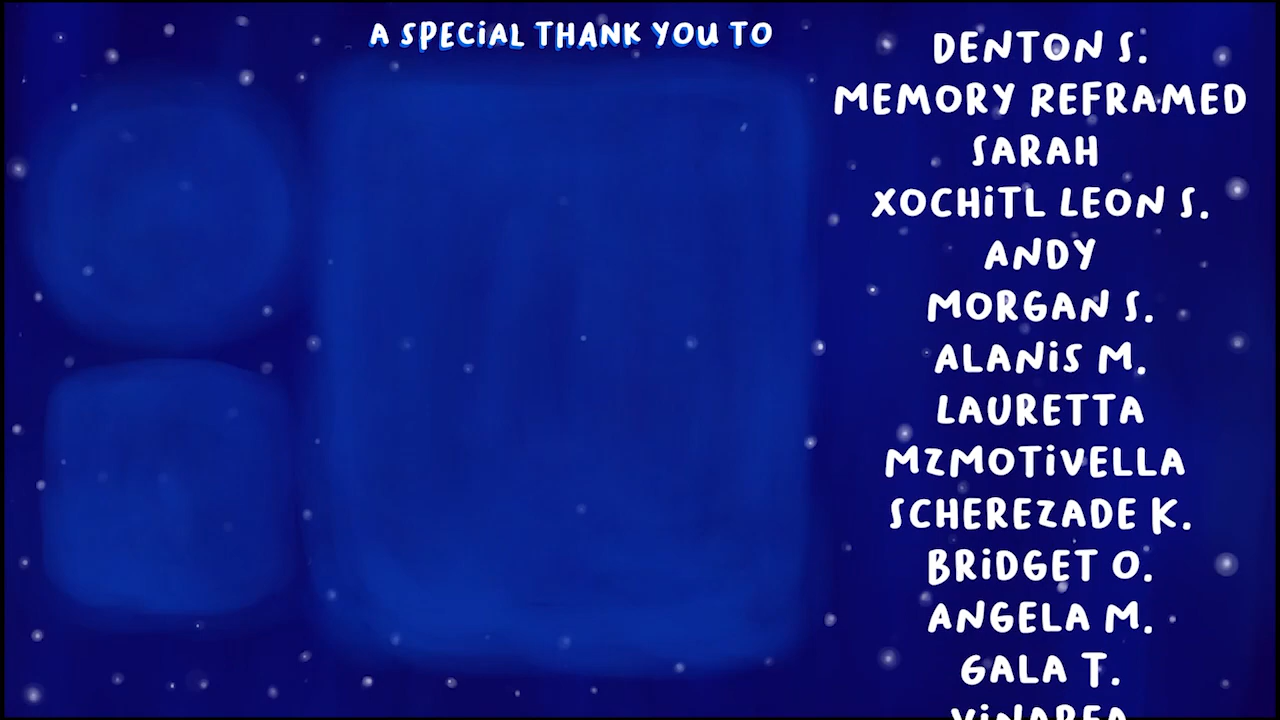 A SPECiAL THANK YOU TO
DENTON S.
MEMORY REFRAMED
SARAH
XOCHiTL LEON S.
ANDY
MORGAN S.
ALANiS M.
LAURETTA
MZMOTiVELLA
SCHEREZADE K.
BRiDGET O.
ANGELA M.
GALA T.